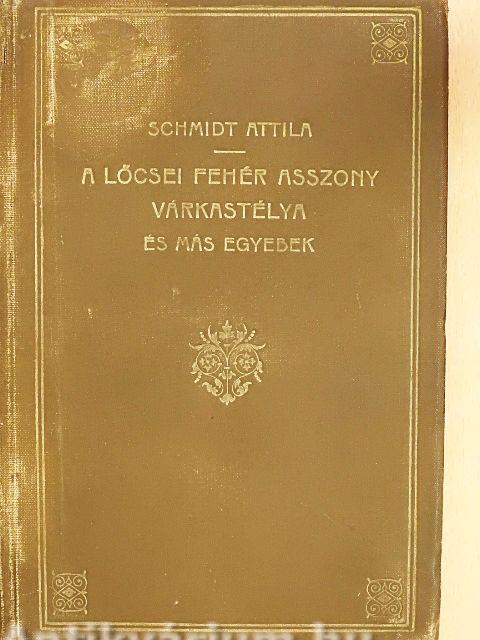 SCHMIDT ATTILA
A LŐCSEI FEHÉR ASSZONY
VÁRKASTÉLYA
ÉS MÁS EGYEBEK